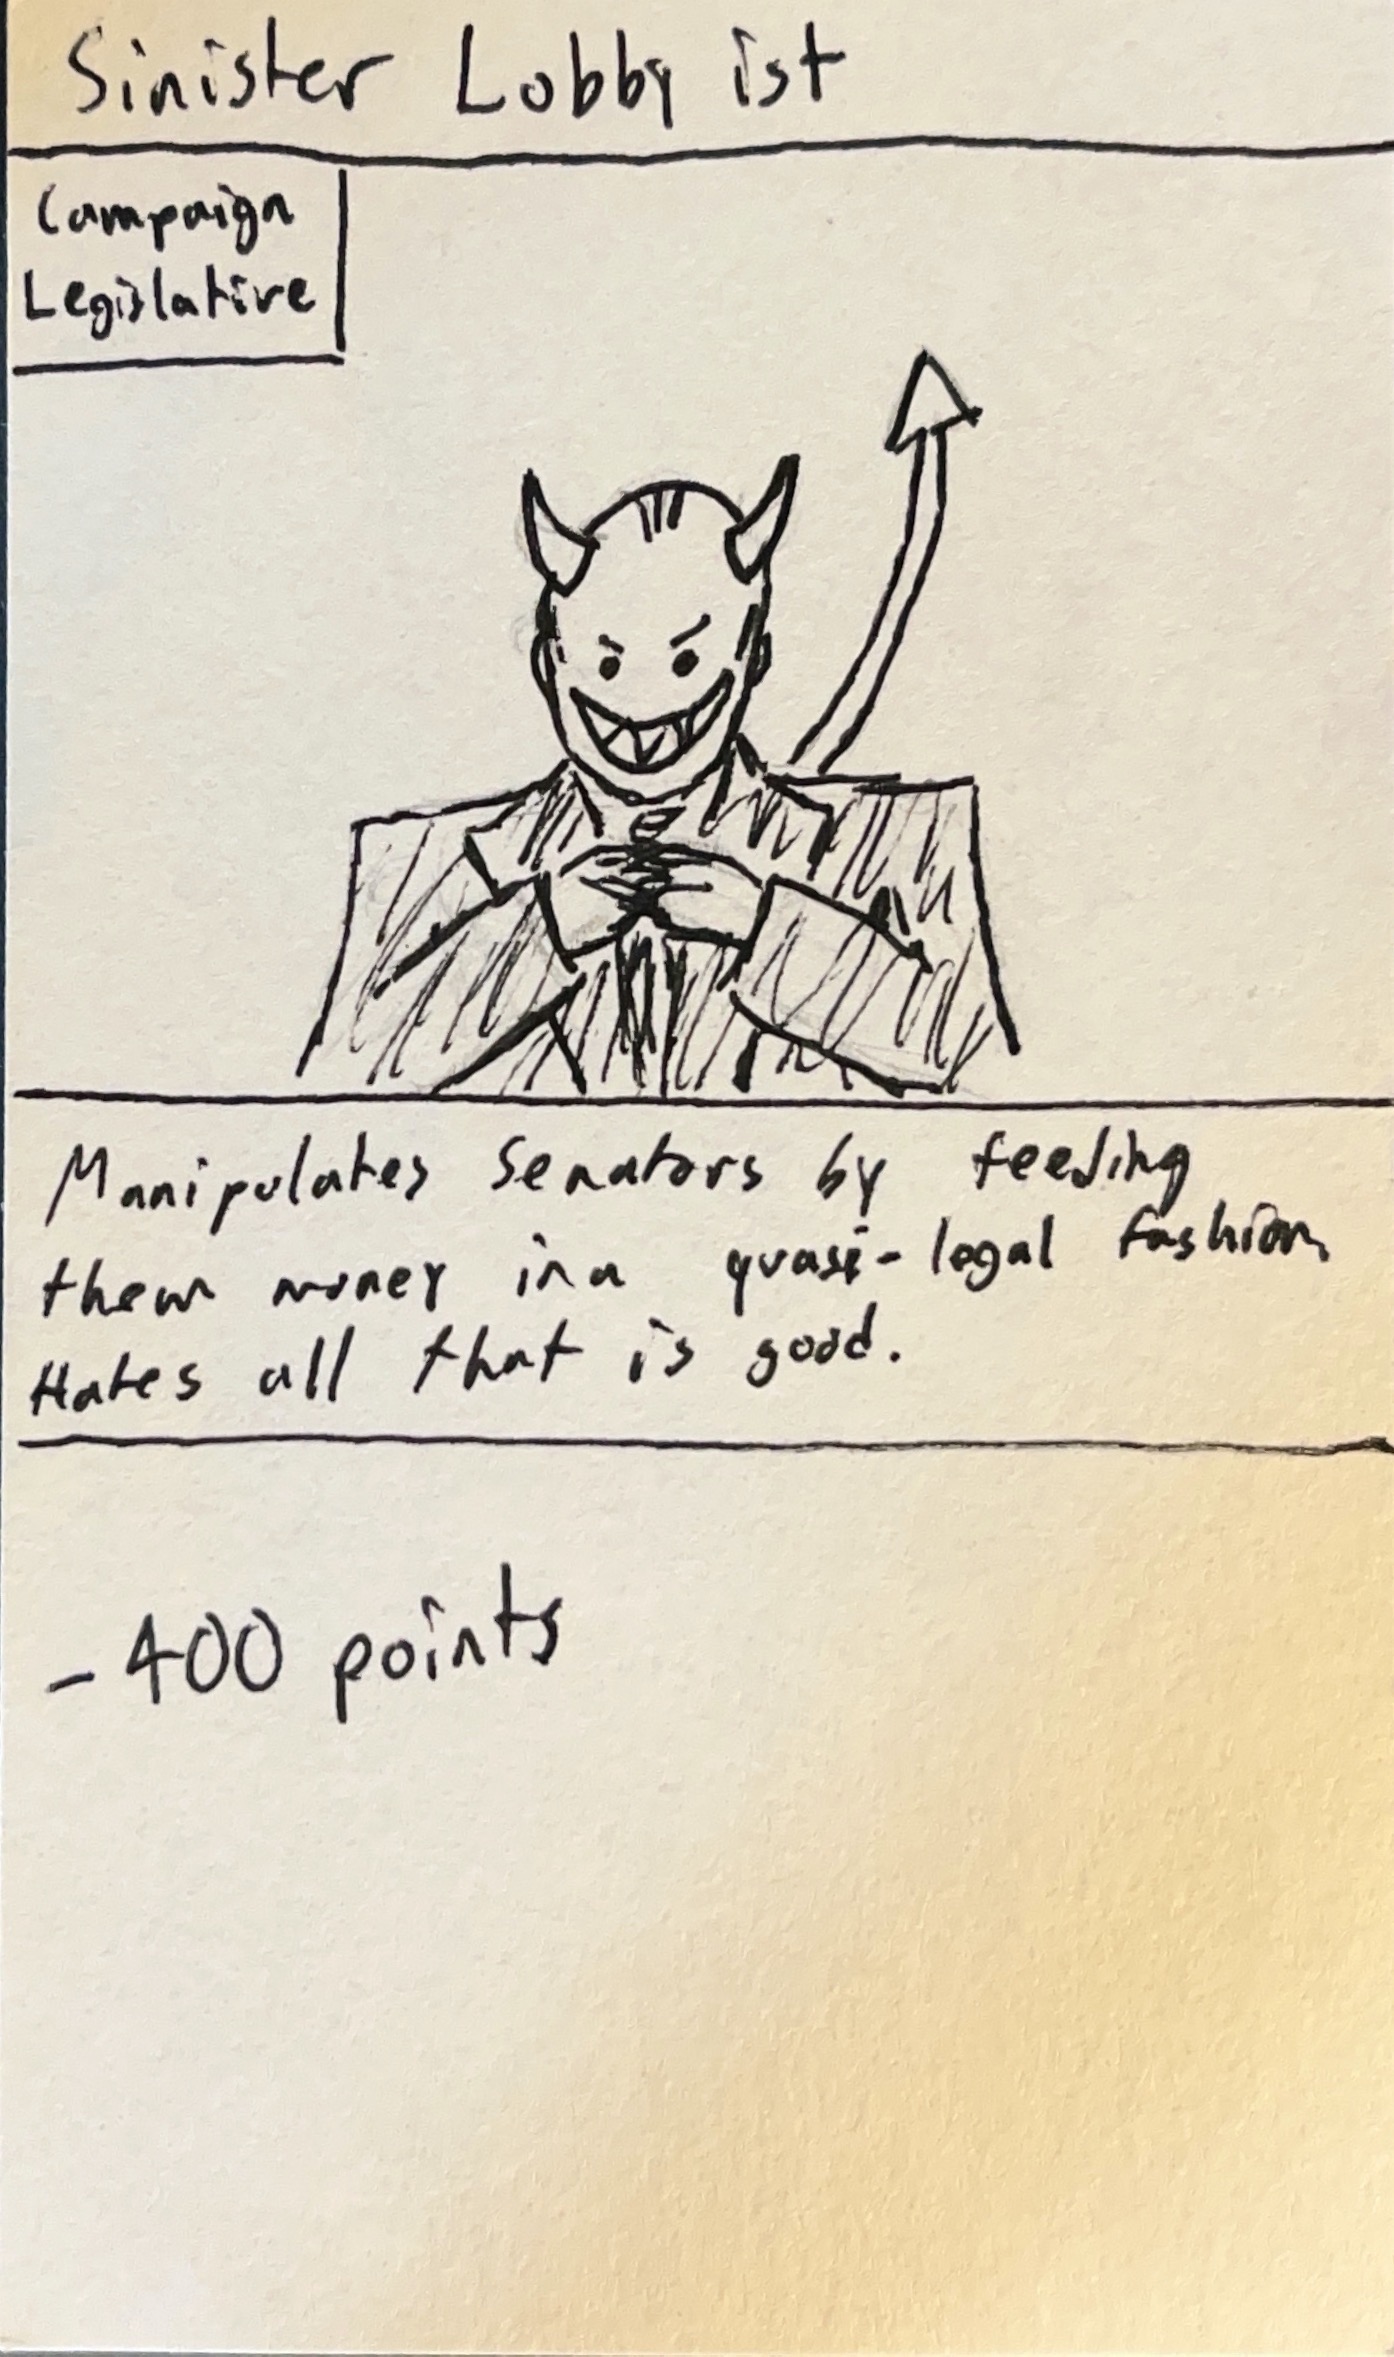 Sinister Lobbyist
Campaign
Legislative
Manipulates Senators by feeding
them money in a quasi-legal fashion,
Hates all that is good.
-400 points